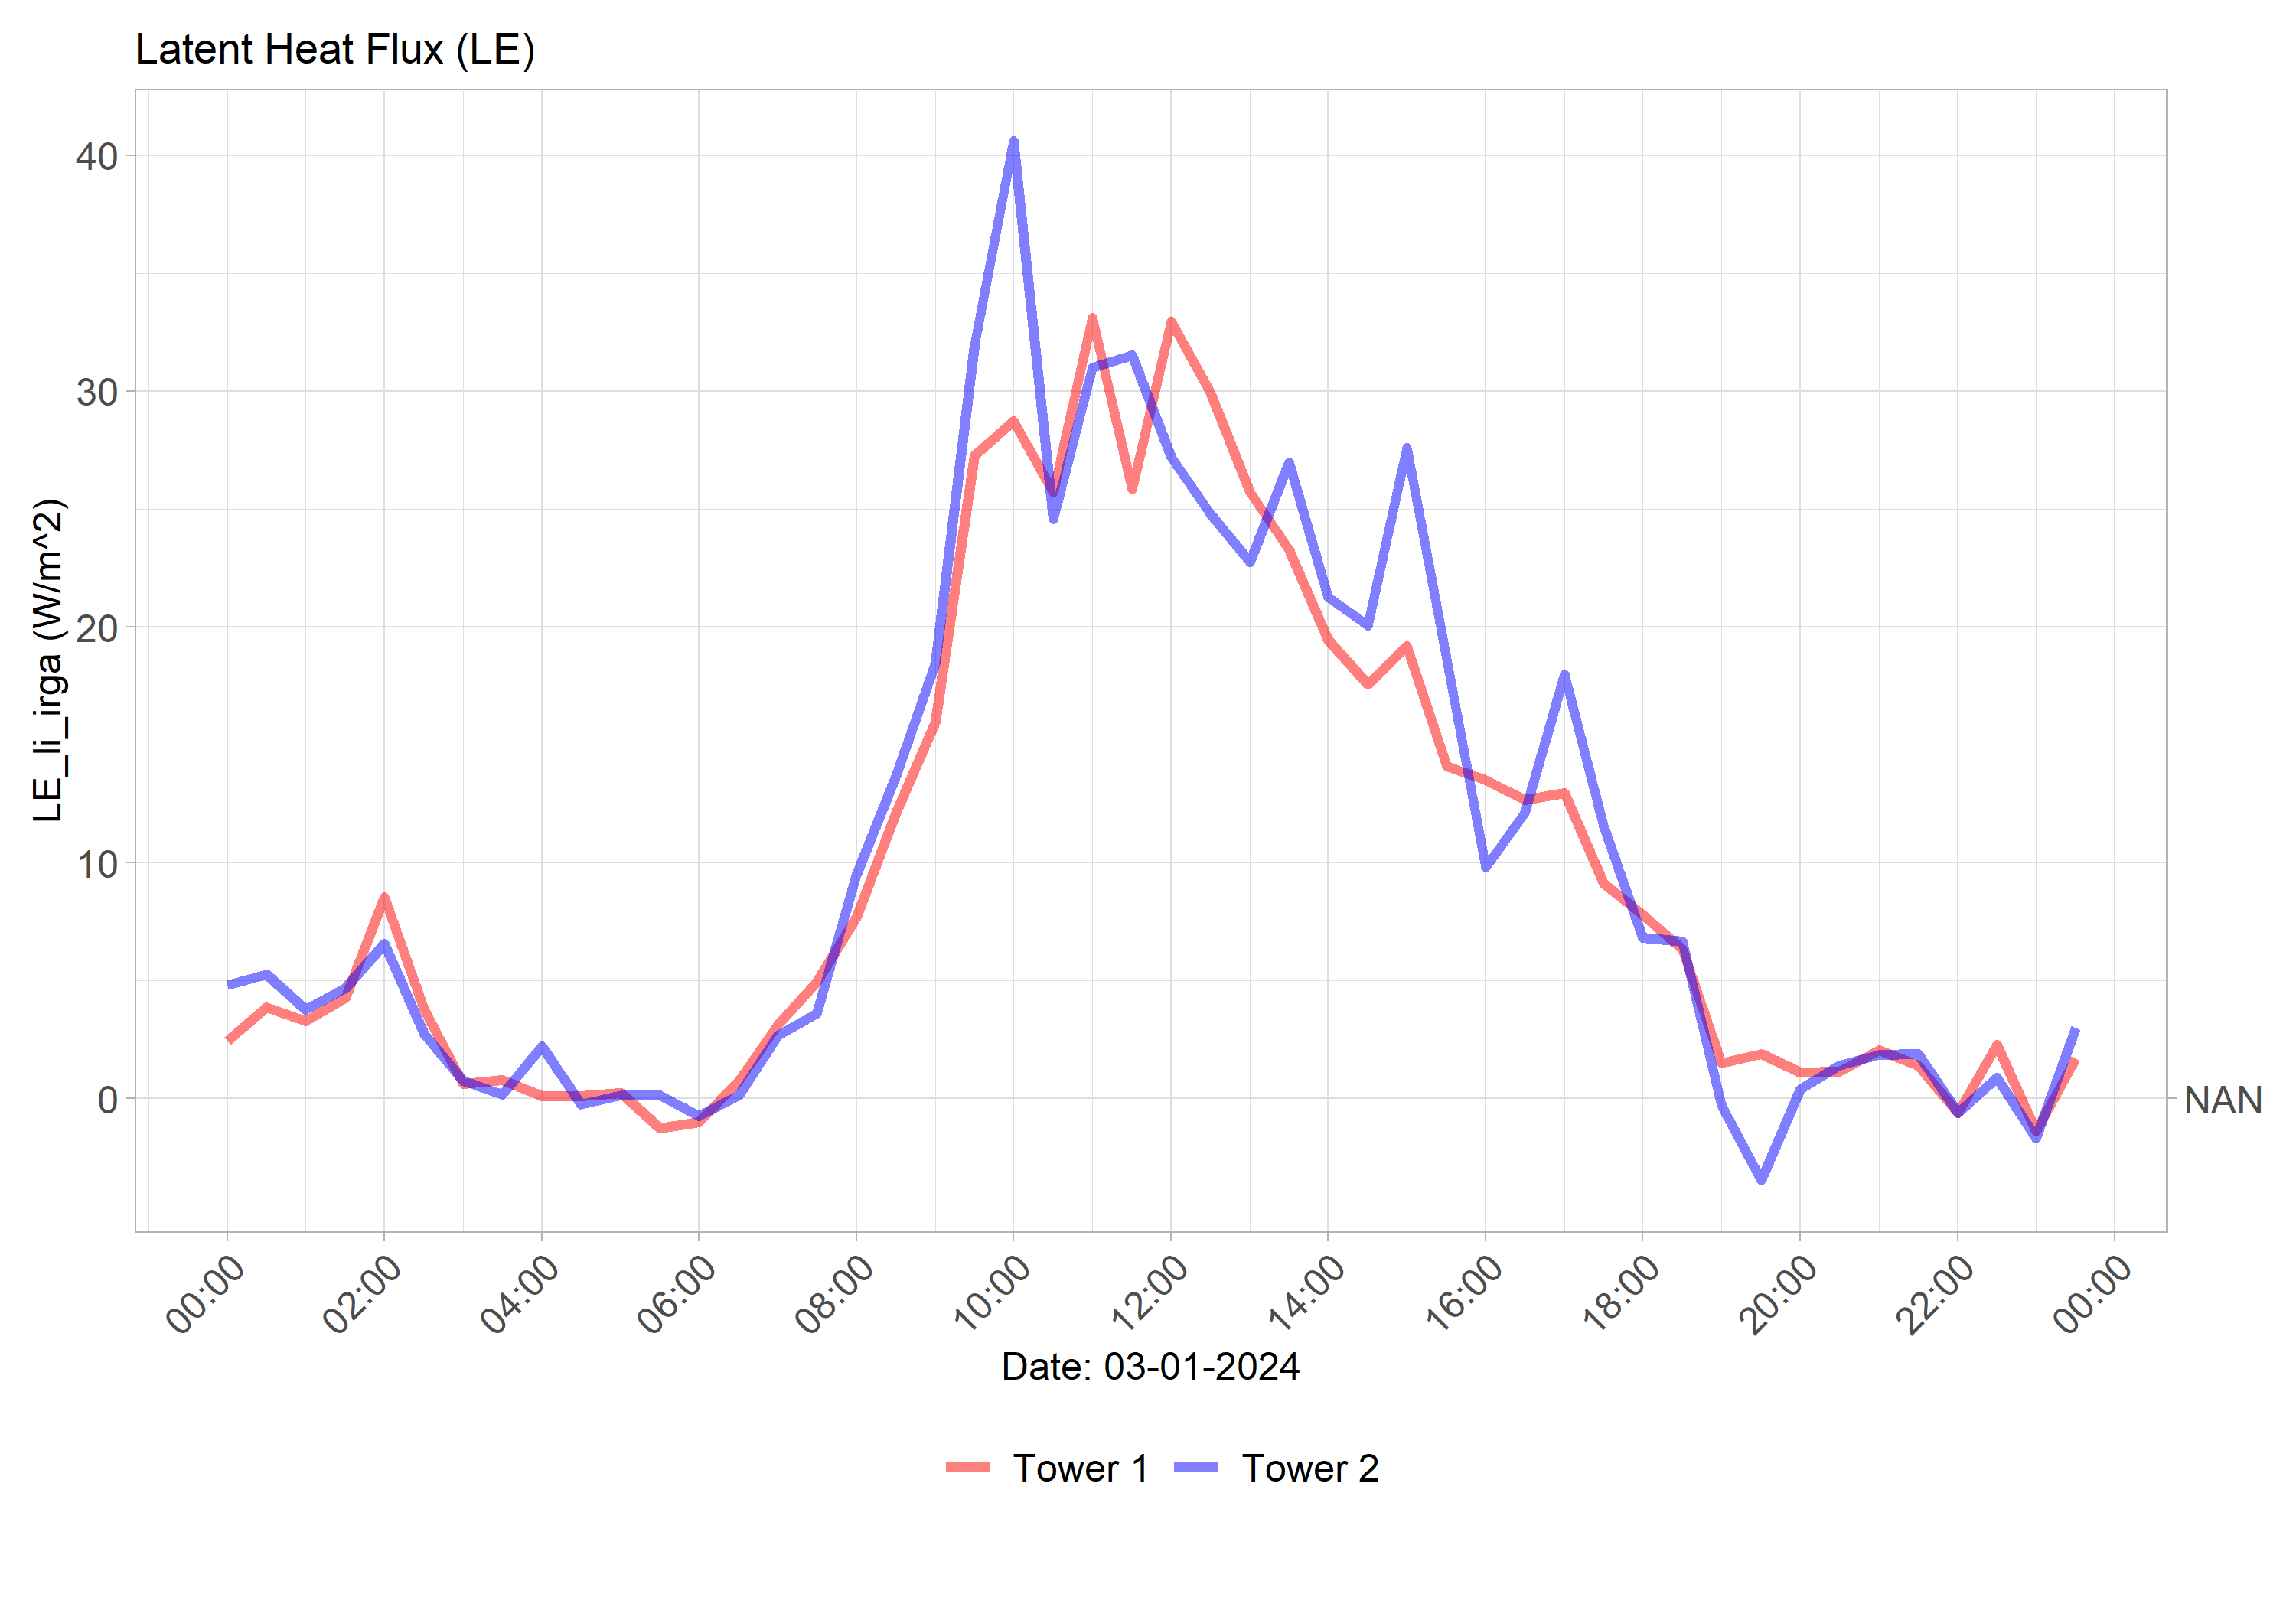 Latent Heat Flux (LE)
LE_li_irga (W/m^2)
40
30
20
10
0
NAN
00:00 02:00 04:00 06:00 08:00 10:00 12:00 14:00 16:00 18:00 20:00 22:00 00:00
Date: 03-01-2024
Tower 1 Tower 2